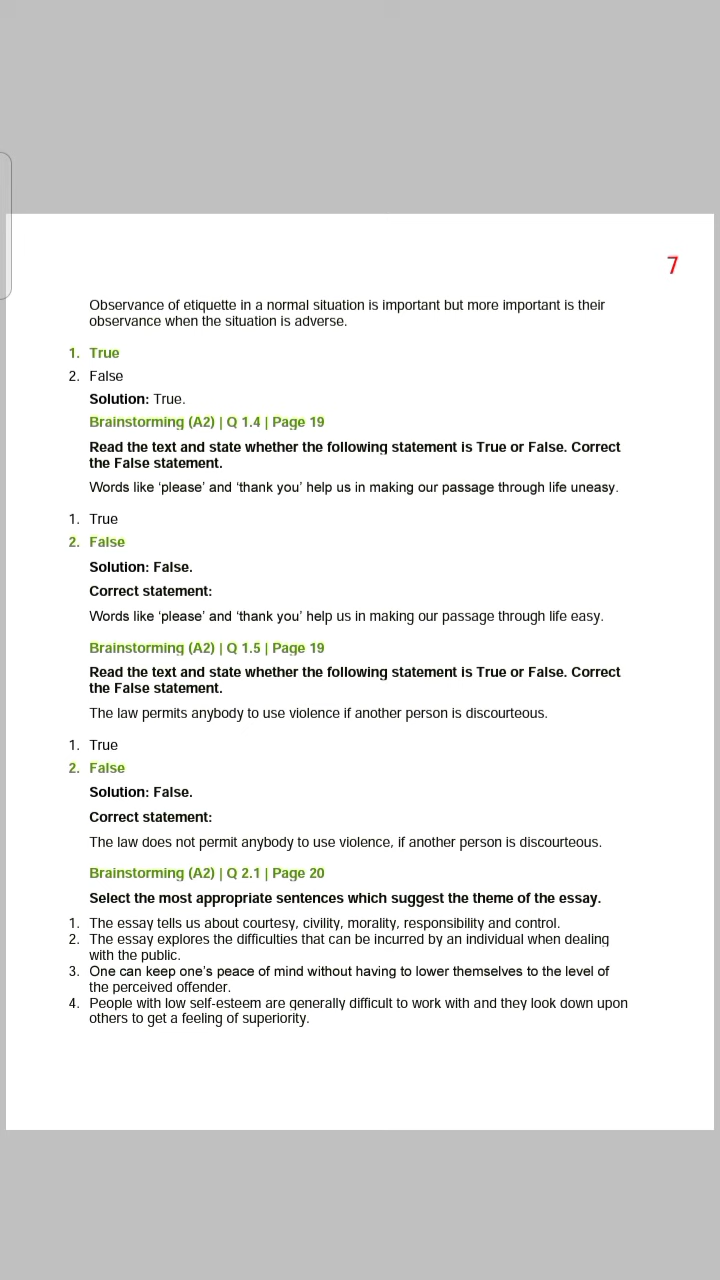 7
Observance of etiquette in a normal situation is important but more important is their
observance when the situation is adverse.
1. True
2. False
Solution: True.
Brainstorming (A2) | Q 1.4 | Page 19
Read the text and state whether the following statement is True or False. Correct
the False statement.
Words like ‘please’ and ‘thank you’ help us in making our passage through life uneasy.
1. True
2. False
Solution: False.
Correct statement:
Words like ‘please’ and ‘thank you’ help us in making our passage through life easy.
Brainstorming (A2) | Q 1.5 | Page 19
Read the text and state whether the following statement is True or False. Correct
the False statement.
The law permits anybody to use violence if another person is discourteous.
1. True
2. False
Solution: False.
Correct statement:
The law does not permit anybody to use violence, if another person is discourteous.
Brainstorming (A2) | Q 2.1 | Page 20
Select the most appropriate sentences which suggest the theme of the essay.
1. The essay tells us about courtesy, civility, morality, responsibility and control.
2. The essay explores the difficulties that can be incurred by an individual when dealing
with the public.
3. One can keep one’s peace of mind without having to lower themselves to the level of
the perceived offender.
4. People with low self-esteem are generally difficult to work with and they look down upon
others to get a feeling of superiority.